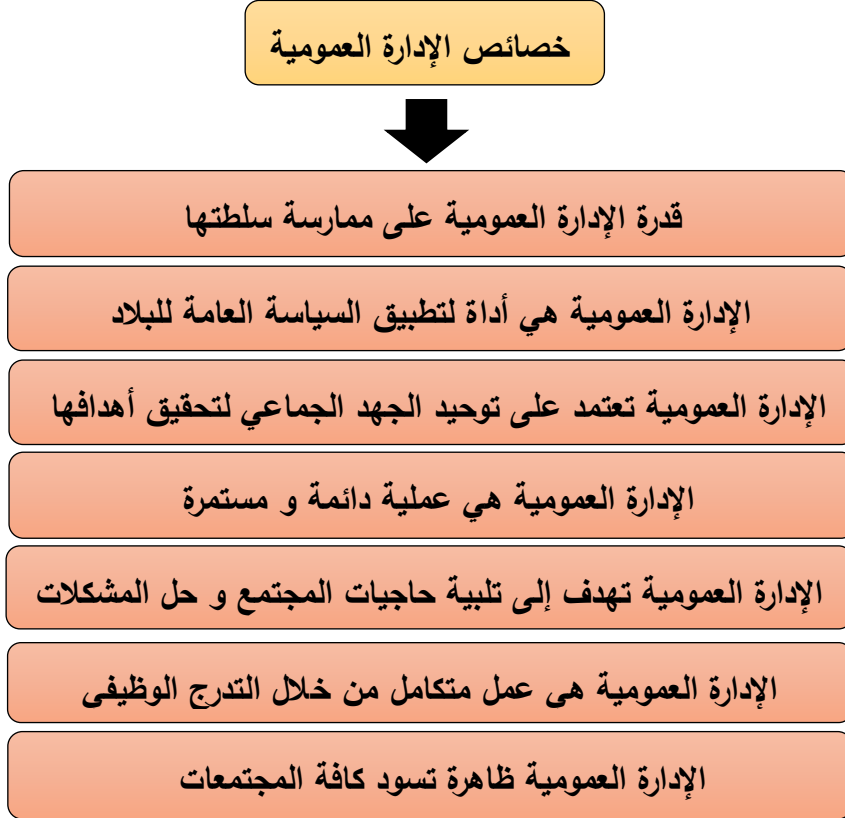 خصائص الإدارة العمومية
قدرة الإدارة العمومية على ممارسة سلطتها
الإدارة العمومية هي أداة لتطبيق السياسة العامة للبلاد
الإدارة العمومية تعتمد على توحيد الجهد الجماعي لتحقيق أهدافها
الإدارة العمومية هي عملية دائمة و مستمرة
الإدارة العمومية تهدف إلى تلبية حاجيات المجتمع و حل المشكلات
الإدارة العمومية هي عمل متكامل من خلال التدرج الوظيفي
الإدارة العمومية ظاهرة تسود كافة المجتمعات